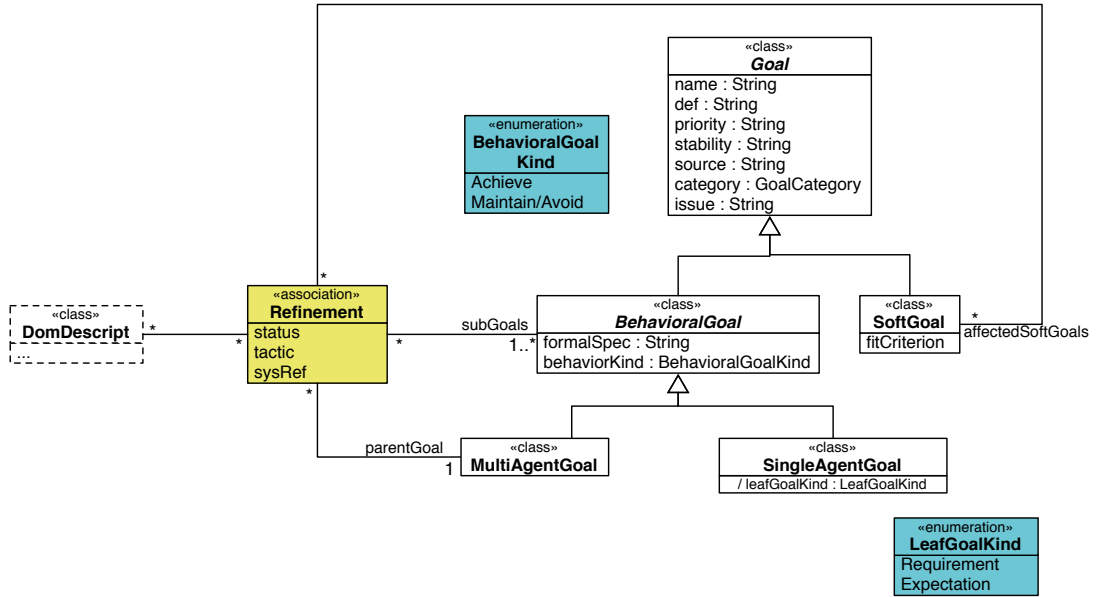 «class»
Goal
name : String
def : String
priority : String
stability : String
source : String
category : GoalCategory
issue : String
«enumeration»
BehavioralGoal
Kind
Achieve
Maintain/Avoid
*
«class»
DomDescript
...
*
*
«association»
Refinement
status
tactic
sysRef
*
*
subGoals
1..*
«class»
BehavioralGoal
formalSpec : String
behaviorKind : BehavioralGoalKind
«class»
SoftGoal
fitCriterion
*
affectedSoftGoals
parentGoal
1
«class»
MultiAgentGoal
«class»
SingleAgentGoal
/ leafGoalKind : LeafGoalKind
«enumeration»
LeafGoalKind
Requirement
Expectation